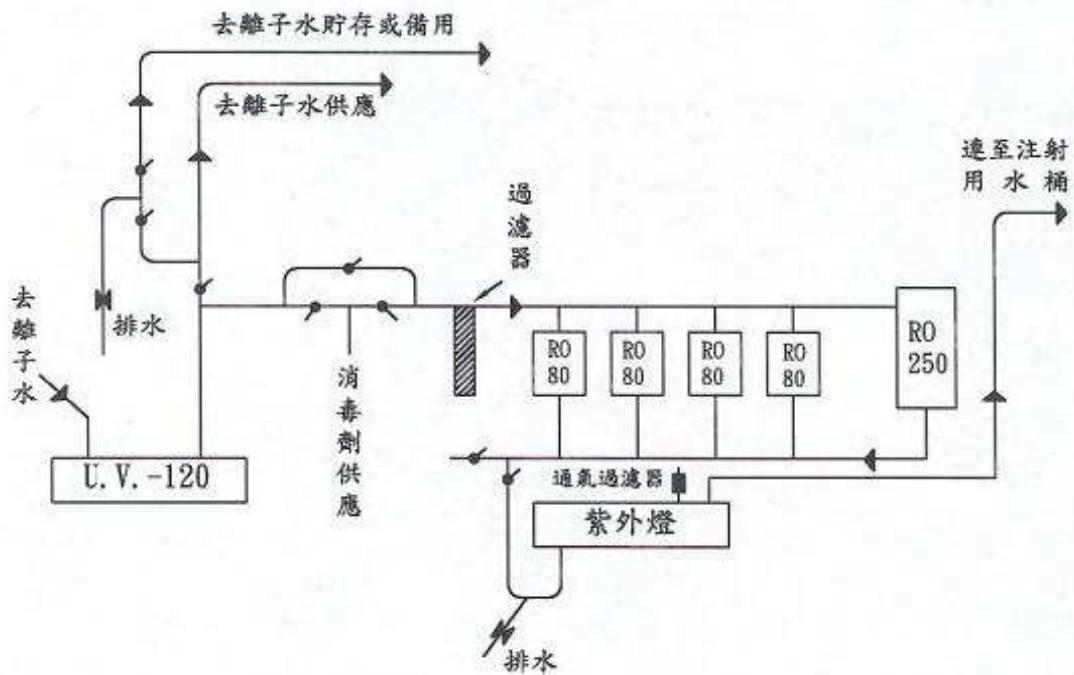 去離子水貯存或備用
去離子水供應
連至注射
用水桶
過濾器
去離子水
排水
RO
80
RO
80
RO
80
RO
80
RO
250
消毒劑供應
U.V.-120
通氣過濾器
紫外燈
排水